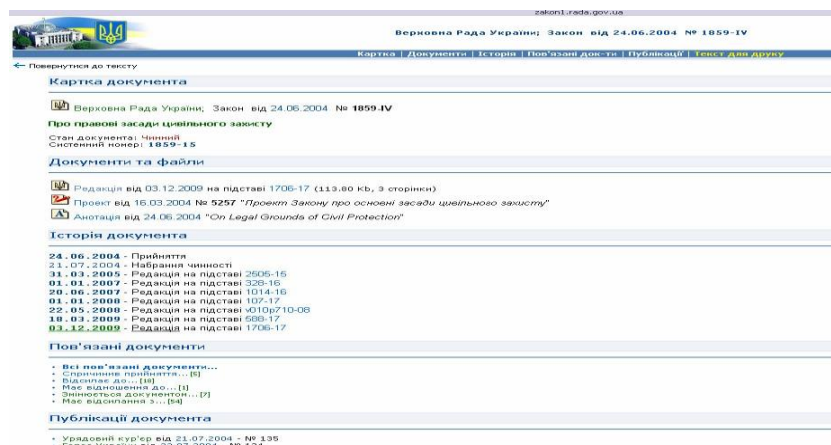 zakon1.rada.gov.ua
Верховна Рада України; Закон від 24.06.2004 № 1859-IV
Картка | Документи | Історія | Пов'язані док-ти | Публікації | Текст для друку
← Повернутися до тексту
Картка документа
Верховна Рада України; Закон від 24.06.2004 № 1859-IV
Про правові засади цивільного захисту
Стан документа: Чинний
Системний номер: 1859-15
Документи та файли
Редакція від 03.12.2009 на підставі 1706-17 (113.80 Kb, 3 сторінки)
Проект від 16.03.2004 № 5257 "Проект Закону про основні засади цивільного захисту"
Анотація від 24.06.2004 "On Legal Grounds of Civil Protection"
Історія документа
24.06.2004 - Прийняття
21.07.2004 - Набрання чинності
31.03.2005 - Редакція на підставі 2505-15
01.01.2007 - Редакція на підставі 328-16
20.06.2007 - Редакція на підставі 1014-16
01.01.2008 - Редакція на підставі 107-17
22.05.2008 - Редакція на підставі v010p710-08
18.03.2009 - Редакція на підставі 586-17
03.12.2009 - Редакція на підставі 1706-17
Пов'язані документи
• Всі пов'язані документи...
• Спричинив прийняття...[5]
• Відсилає до...[18]
• Має відношення до...[1]
• Змінюється документом...[7]
• Має відсилання з...[54]
Публікації документа
• Урядовий кур'єр від 21.07.2004 - № 135